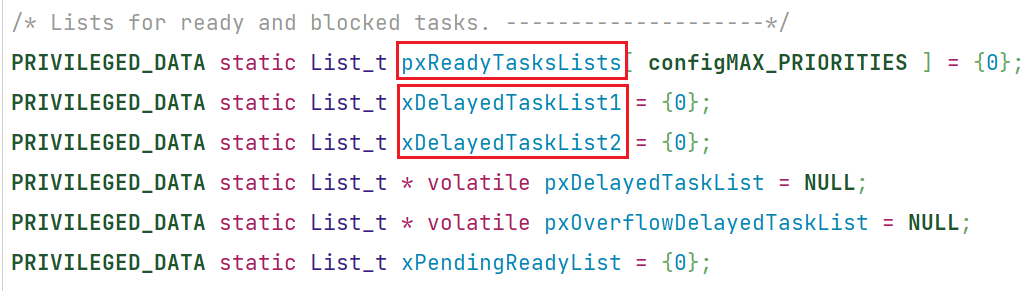 /* Lists for ready and blocked tasks. --------------------*/
PRIVILEGED_DATA static List_t pxReadyTasksLists[ configMAX_PRIORITIES ] = {0};
PRIVILEGED_DATA static List_t xDelayedTaskList1 = {0};
PRIVILEGED_DATA static List_t xDelayedTaskList2 = {0};
PRIVILEGED_DATA static List_t * volatile pxDelayedTaskList = NULL;
PRIVILEGED_DATA static List_t * volatile pxOverflowDelayedTaskList = NULL;
PRIVILEGED_DATA static List_t xPendingReadyList = {0};